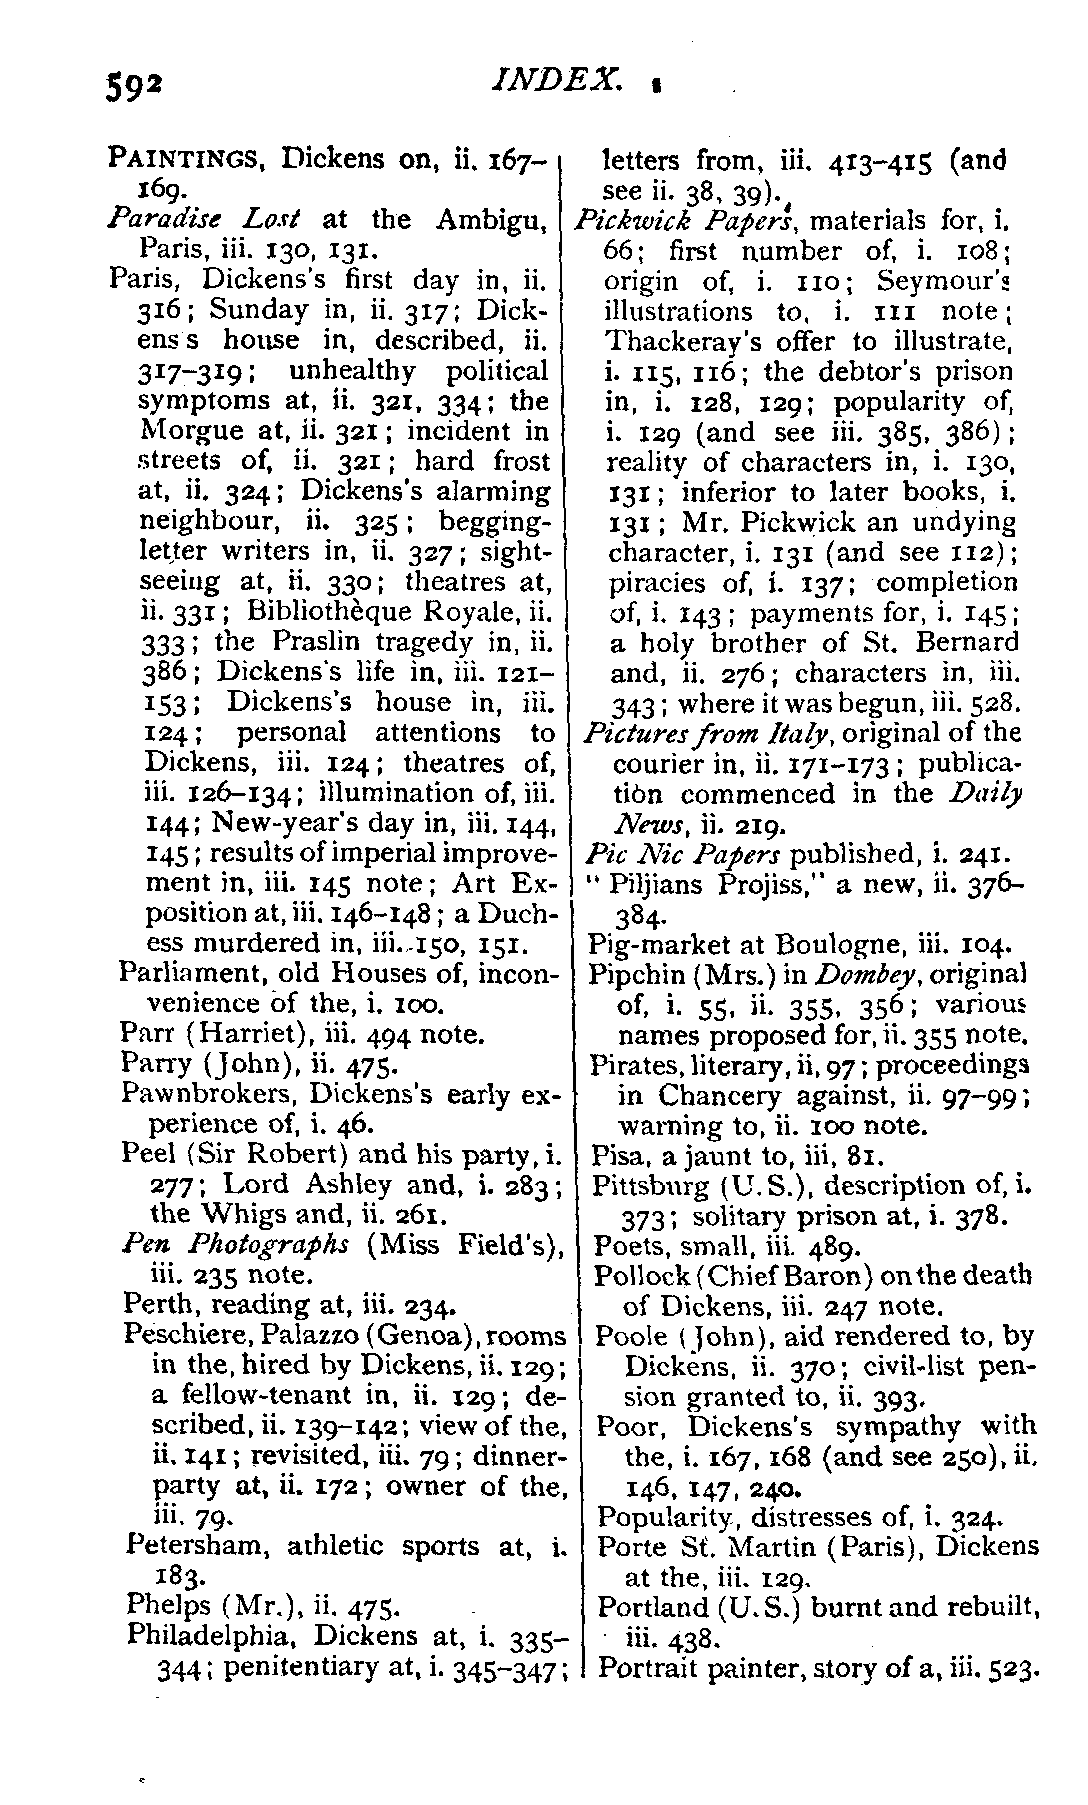 592
INDEX.
PAINTINGS, Dickens on, ii. 167–
169.
Paradise Lost at the Ambigu,
Paris, iii. 130, 131.
Paris, Dickens's first day in, ii.
316; Sunday in, ii. 317; Dick-
ens s house in, described, ii.
317–319; unhealthy political
symptoms at, ii. 321, 334; the
Morgue at, ii. 321; incident in
streets of, ii. 321; hard frost
at, ii. 324; Dickens's alarming
neighbour, ii. 325; begging-
letter writers in, ii. 327; sight-
seeing at, ii. 330; theatres at,
ii. 331; Bibliothèque Royale, ii.
333; the Praslin tragedy in, ii.
386; Dickens's life in, iii. 121–
153; Dickens's house in, iii.
124; personal attentions to
Dickens, iii. 124; theatres of,
iii. 126–134; illumination of, iii.
144; New-year's day in, iii. 144,
145; results of imperial improve-
ment in, iii. 145 note; Art Ex-
position at, iii. 146–148; a Duch-
ess murdered in, iii. 150, 151.
Parliament, old Houses of, incon-
venience of the, i. 100.
Parr (Harriet), iii. 494 note.
Parry (John), ii. 475.
Pawnbrokers, Dickens's early ex-
perience of, i. 46.
Peel (Sir Robert) and his party, i.
277; Lord Ashley and, i. 283;
the Whigs and, ii. 261.
Pen Photographs (Miss Field's),
iii. 235 note.
Perth, reading at, iii. 234.
Peschiere, Palazzo (Genoa), rooms
in the, hired by Dickens, ii. 129;
a fellow-tenant in, ii. 129; de-
scribed, ii. 139–142; view of the,
ii. 141; revisited, iii. 79; dinner-
party at, ii. 172; owner of the,
iii. 79.
Petersham, athletic sports at, i.
183.
Phelps (Mr.), ii. 475.
Philadelphia, Dickens at, i. 335–
344; penitentiary at, i. 345–347;
letters from, iii. 413–415 (and
see ii. 38, 39).
Pickwick Papers, materials for, i.
66; first number of, i. 108;
origin of, i. 110; Seymour's
illustrations to, i. 111 note;
Thackeray's offer to illustrate,
i. 115, 116; the debtor's prison
in, i. 128, 129; popularity of,
i. 129 (and see iii. 385, 386);
reality of characters in, i. 130,
131; inferior to later books, i.
131; Mr. Pickwick an undying
character, i. 131 (and see 112);
piracies of, i. 137; completion
of, i. 143; payments for, i. 145;
a holy brother of St. Bernard
and, ii. 276; characters in, iii.
343; where it was begun, iii. 528.
Pictures from Italy, original of the
courier in, ii. 171–173; publica-
tion commenced in the Daily
News, ii. 219.
Pic Nic Papers published, i. 241.
"Piljians Projiss," a new, ii. 376–
384.
Pig-market at Boulogne, iii. 104.
Pipchin (Mrs.) in Dombey, original
of, i. 55, ii. 355, 356; various
names proposed for, ii. 355 note.
Pirates, literary, ii, 97; proceedings
in Chancery against, ii. 97–99;
warning to, ii. 100 note.
Pisa, a jaunt to, iii, 81.
Pittsburg (U.S.), description of, i.
373; solitary prison at, i. 378.
Poets, small, iii. 489.
Pollock (Chief Baron) on the death
of Dickens, iii. 247 note.
Poole (John), aid rendered to, by
Dickens, ii. 370; civil-list pen-
sion granted to, ii. 393.
Poor, Dickens's sympathy with
the, i. 167, 168 (and see 250), ii.
146, 147, 240.
Popularity, distresses of, i. 324.
Porte St. Martin (Paris), Dickens
at the, iii. 129.
Portland (U.S.) burnt and rebuilt,
iii. 438.
Portrait painter, story of a, iii. 523.